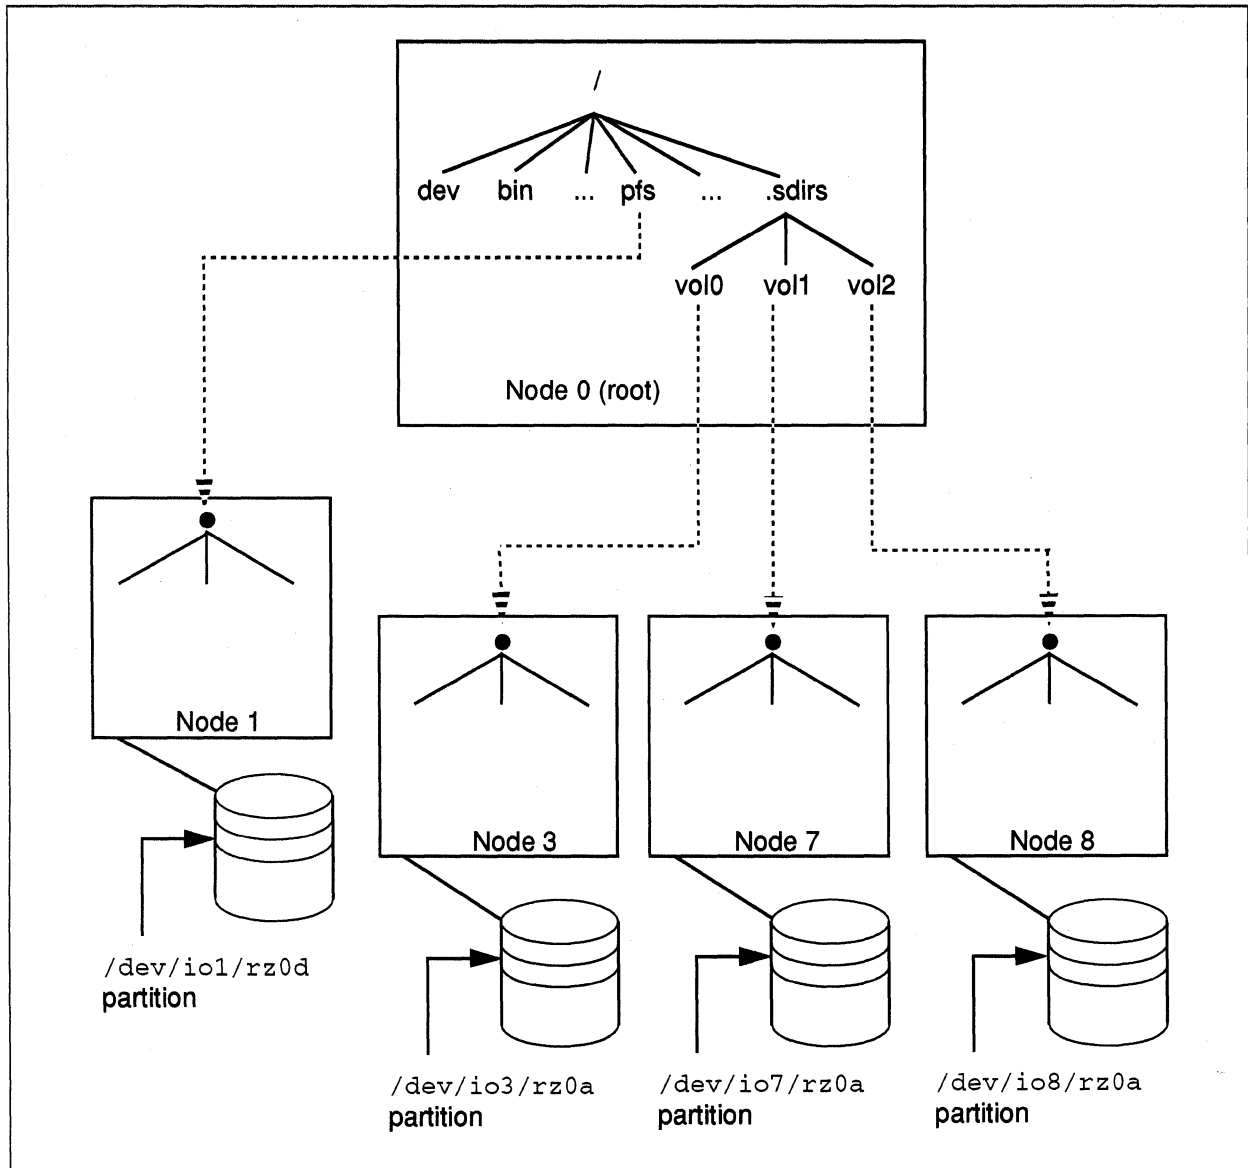 /
dev bin ... pfs ... .sdirs
vol0 vol1 vol2
Node 0 (root)
Node 1
/dev/io1/rz0d
partition
Node 3
Node 7
Node 8
/dev/io3/rz0a
partition
/dev/io7/rz0a
partition
/dev/io8/rz0a
partition